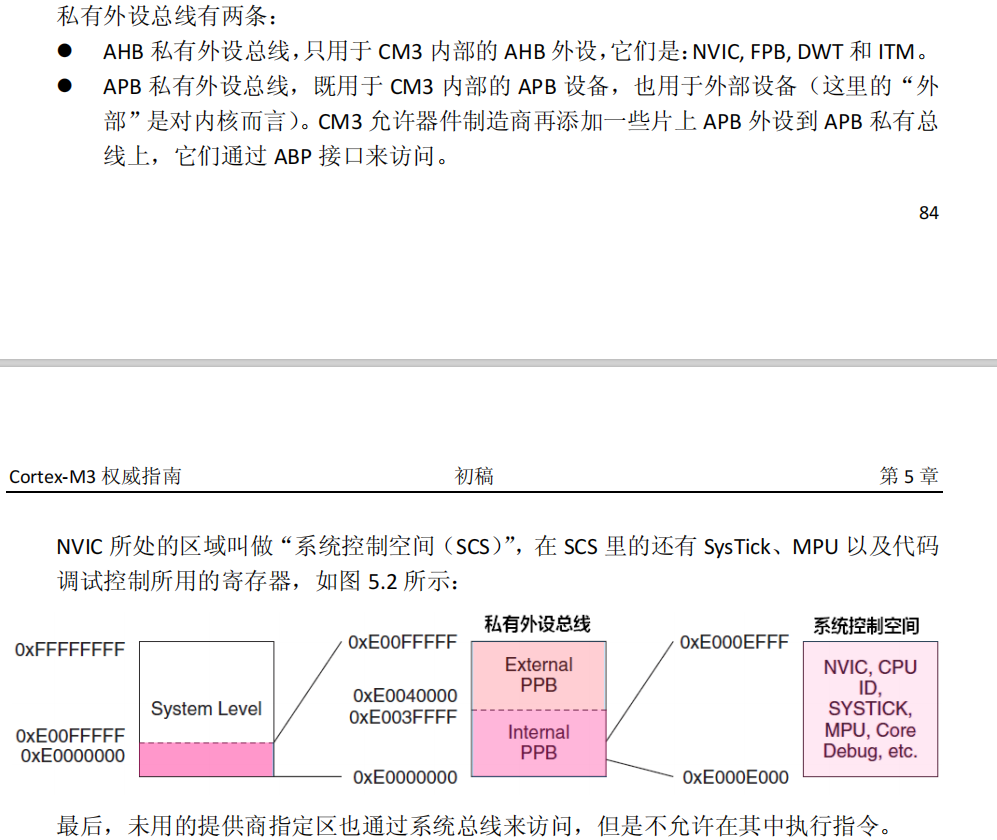 私有外设总线有两条：
● AHB 私有外设总线，只用于 CM3 内部的 AHB 外设，它们是：NVIC, FPB, DWT 和 ITM。
● APB 私有外设总线，既用于 CM3 内部的 APB 设备，也用于外部设备（这里的“外
部”是对内核而言）。CM3 允许器件制造商再添加一些片上 APB 外设到 APB 私有总
线上，它们通过 ABP 接口来访问。
84
Cortex-M3 权威指南 初稿 第 5 章
NVIC 所处的区域叫做“系统控制空间（SCS）”，在 SCS 里的还有 SysTick、MPU 以及代码
调试控制所用的寄存器，如图 5.2 所示：
0xFFFFFFFF
System Level
0xE00FFFFF
0xE0000000
私有外设总线
0xE00FFFFF
0xE0040000
0xE003FFFF
0xE0000000
External
PPB
Internal
PPB
系统控制空间
0xE000EFFF
0xE000E000
NVIC, CPU
ID,
SYSTICK,
MPU, Core
Debug, etc.
最后，未用的提供商指定区也通过系统总线来访问，但是不允许在其中执行指令。